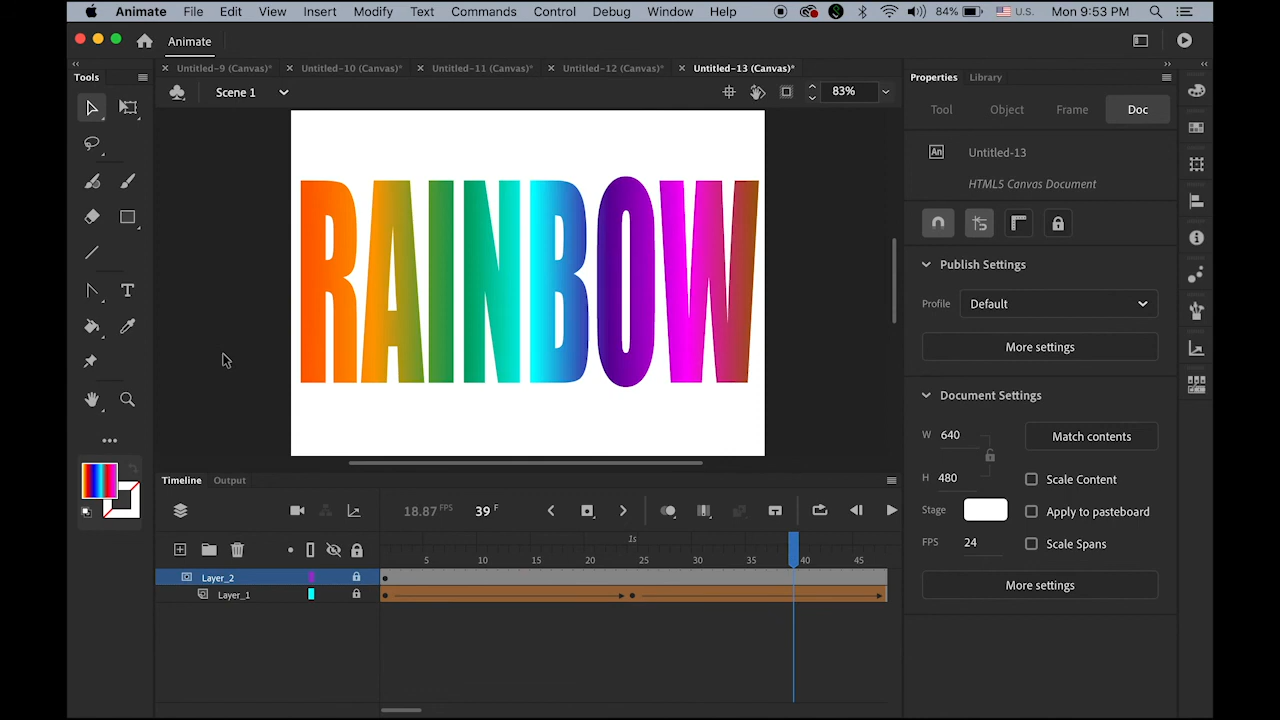 Animate File Edit View Insert Modify Text Commands Control Debug Window Help 84% U.S. Mon 9:53 PM
Animate
Tools
Untitled-9 (Canvas)* Untitled-10 (Canvas)* Untitled-11 (Canvas)* Untitled-12 (Canvas)* Untitled-13 (Canvas)*
Scene 1 83%
RAINBOW
T
Timeline Output
18.87 FPS 39 F
1s
5 10 15 20 25 30 35 40 45
Layer_2
Layer_1
Properties Library
Tool Object Frame Doc
An Untitled-13
HTML5 Canvas Document
Publish Settings
Profile Default
More settings
Document Settings
W 640 Match contents
H 480 Scale Content
Stage Apply to pasteboard
FPS 24 Scale Spans
More settings